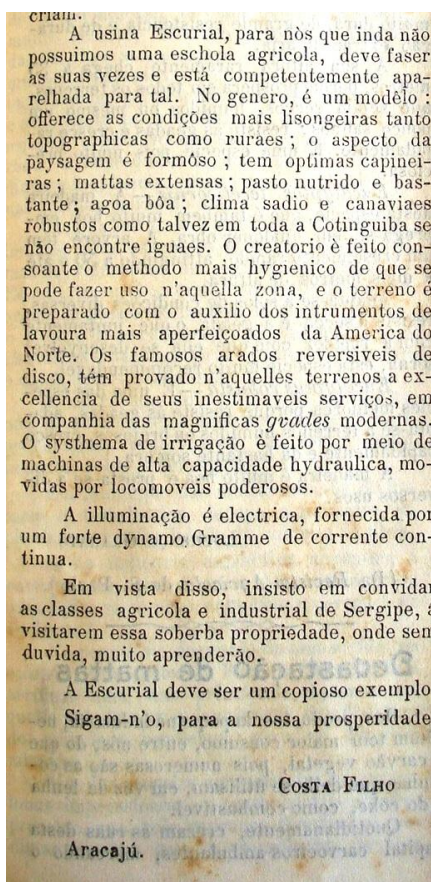 criam.
A usina Escurial, para nòs que inda não
possuimos uma eschola agricola, deve faser
as suas vezes e está competentemente apa-
relhada para tal. No genero, é um modêlo :
offerece as condições mais lisongeiras tanto
topographicas como ruraes ; o aspecto da
paysagem é formôso ; tem optimas capinei-
ras ; mattas extensas ; pasto nutrido e bas-
tante ; agoa bôa ; clima sadio e canaviaes
robustos como talvez em toda a Cotinguiba se
não encontre iguaes. O creatorio è feito con-
soante o methodo mais hygienico de que se
pode fazer uso n'aquella zona, e o terreno é
preparado com o auxilio dos intrumentos de
lavoura mais aperfeiçoados da America do
Norte. Os famosos arados reversiveis de
disco, tém provado n'aquelles terrenos a ex-
cellencia de seus inestimaveis serviços, em
companhia das magnificas gvades modernas.
O systhema de irrigação è feito por meio de
machinas de alta capacidade hydraulica, mo-
vidas por locomoveis poderosos.
A illuminação é electrica, fornecida por
um forte dynamo Gramme de corrente con-
tinua.
Em vista disso, insisto em convidar
as classes agricola e industrial de Sergipe, á
visitarem essa soberba propriedade, onde sem
duvida, muito aprenderão.
A Escurial deve ser um copioso exemplo
Sigam-n'o, para a nossa prosperidade
COSTA FILHO
Aracajú.